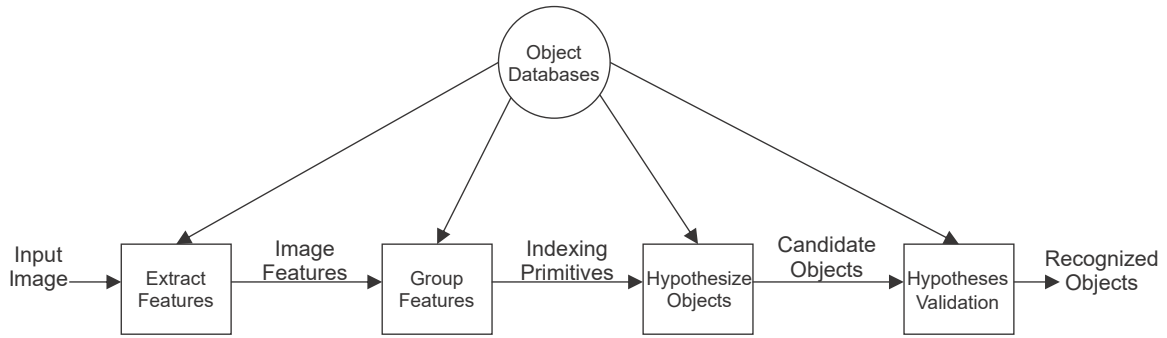 Object
Databases
Input
Image
Extract
Features
Image
Features
Group
Features
Indexing
Primitives
Hypothesize
Objects
Candidate
Objects
Hypotheses
Validation
Recognized
Objects